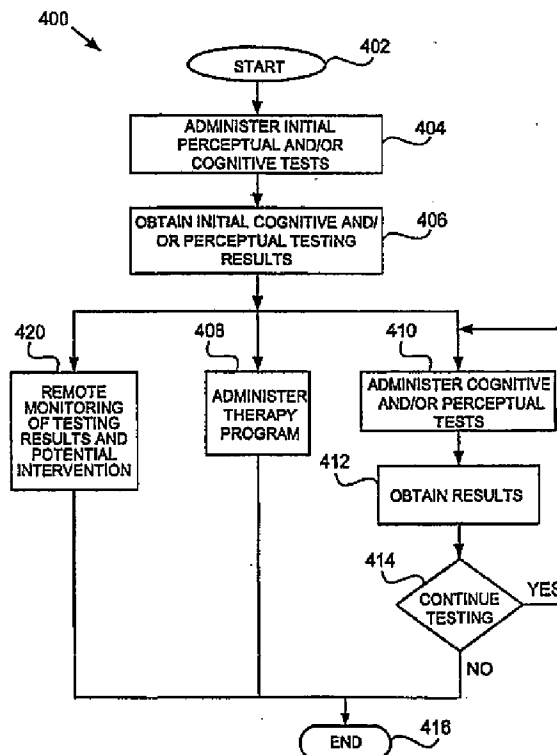 400
START
402
ADMINISTER INITIAL
PERCEPTUAL AND/OR
COGNITIVE TESTS
404
OBTAIN INITIAL COGNITIVE AND/
OR PERCEPTUAL TESTING
RESULTS
406
420
REMOTE
MONITORING
OF TESTING
RESULTS AND
POTENTIAL
INTERVENTION
408
ADMINISTER
THERAPY
PROGRAM
410
ADMINISTER COGNITIVE
AND/OR PERCEPTUAL
TESTS
412
OBTAIN RESULTS
414
CONTINUE
TESTING
YES
NO
END
416